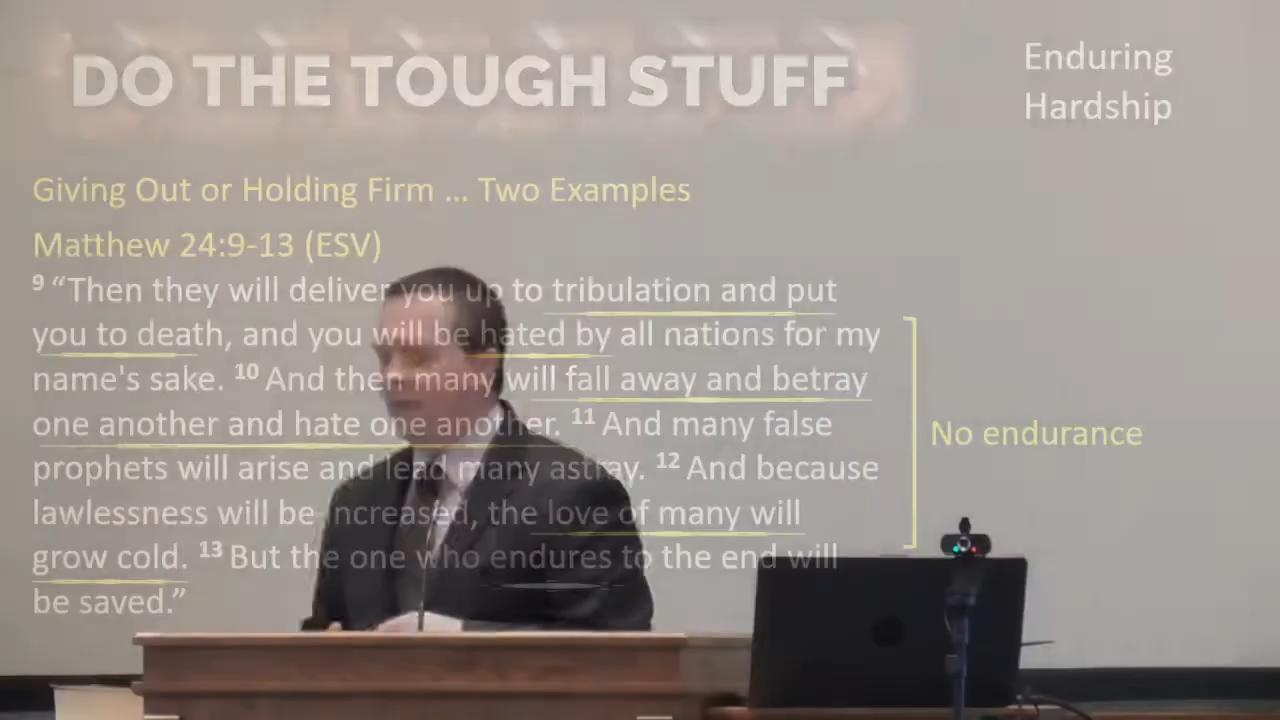 DO THE TOUGH STUFF
Enduring
Hardship
Giving Out or Holding Firm ... Two Examples
Matthew 24:9-13 (ESV)
9 “Then they will deliver you up to tribulation and put
you to death, and you will be hated by all nations for my
name's sake. 10 And then many will fall away and betray
one another and hate one another. 11 And many false
prophets will arise and lead many astray. 12 And because
lawlessness will be increased, the love of many will
grow cold. 13 But the one who endures to the end will
be saved.”
No endurance